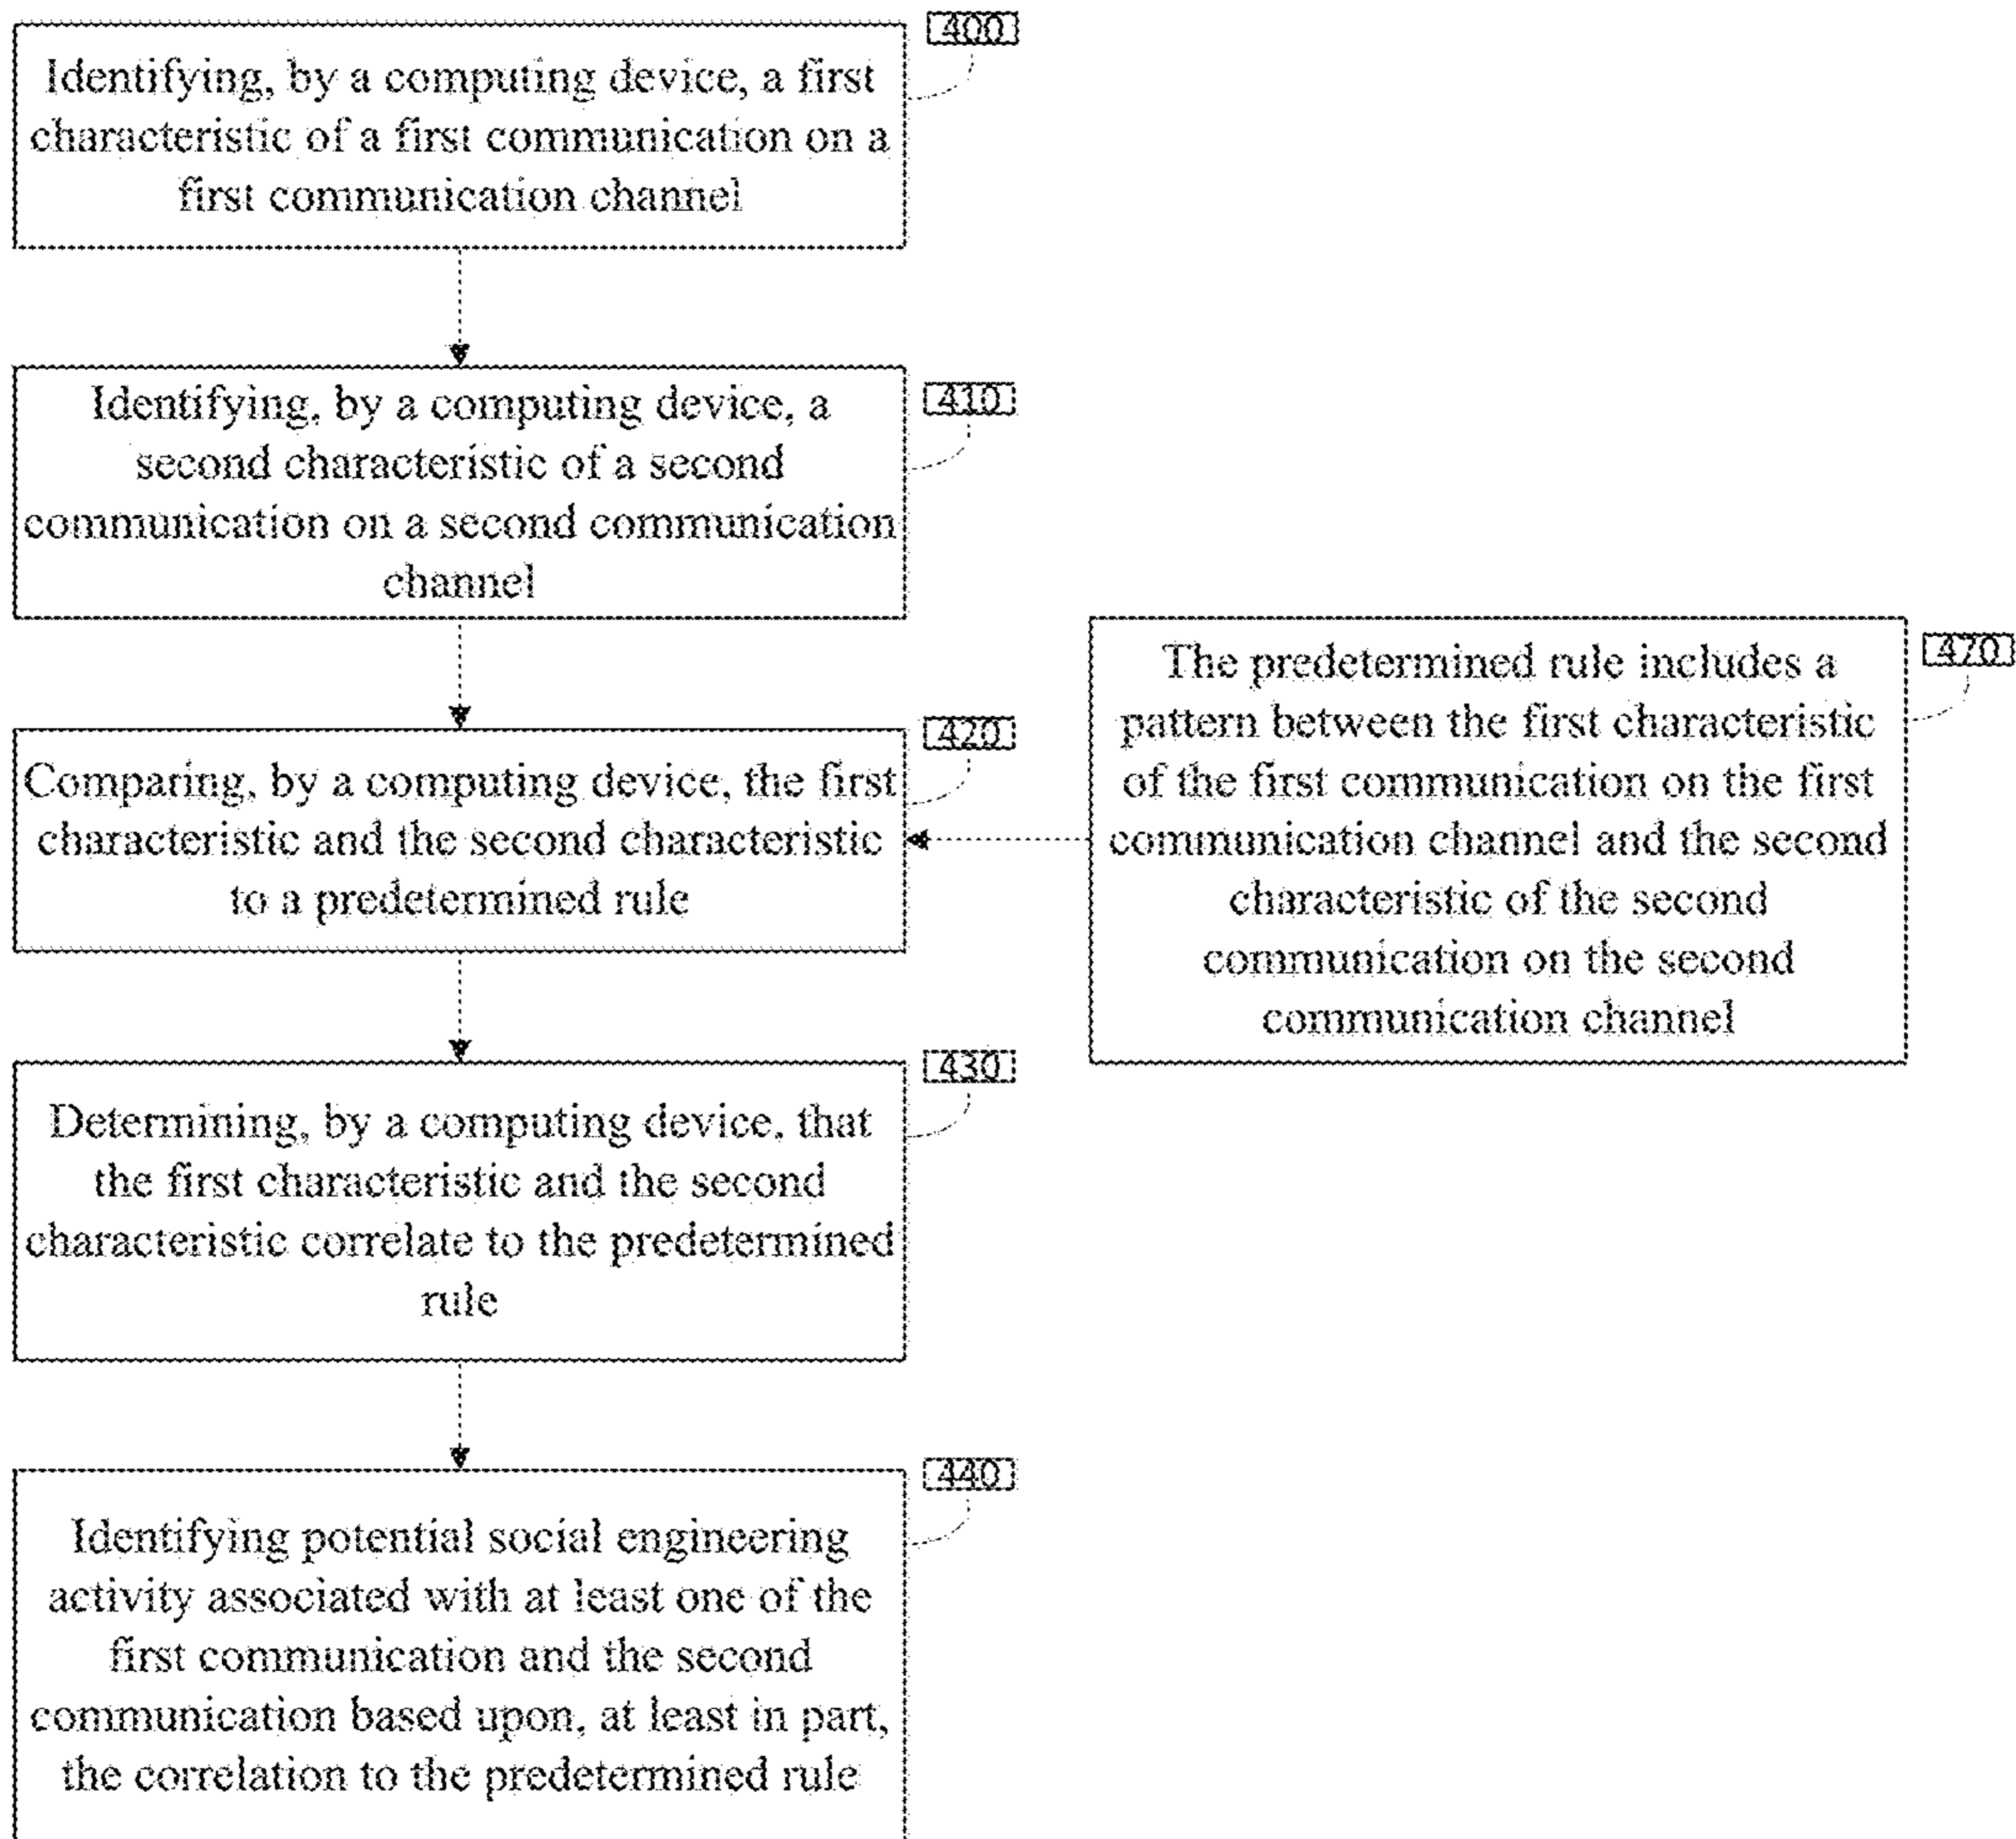 400
Identifying, by a computing device, a first
characteristic of a first communication on a
first communication channel
410
Identifying, by a computing device, a
second characteristic of a second
communication on a second communication
channel
420
Comparing, by a computing device, the first
characteristic and the second characteristic
to a predetermined rule
470
The predetermined rule includes a
pattern between the first characteristic
of the first communication on the first
communication channel and the second
characteristic of the second
communication on the second
communication channel
430
Determining, by a computing device, that
the first characteristic and the second
characteristic correlate to the predetermined
rule
440
Identifying potential social engineering
activity associated with at least one of the
first communication and the second
communication based upon, at least in part,
the correlation to the predetermined rule